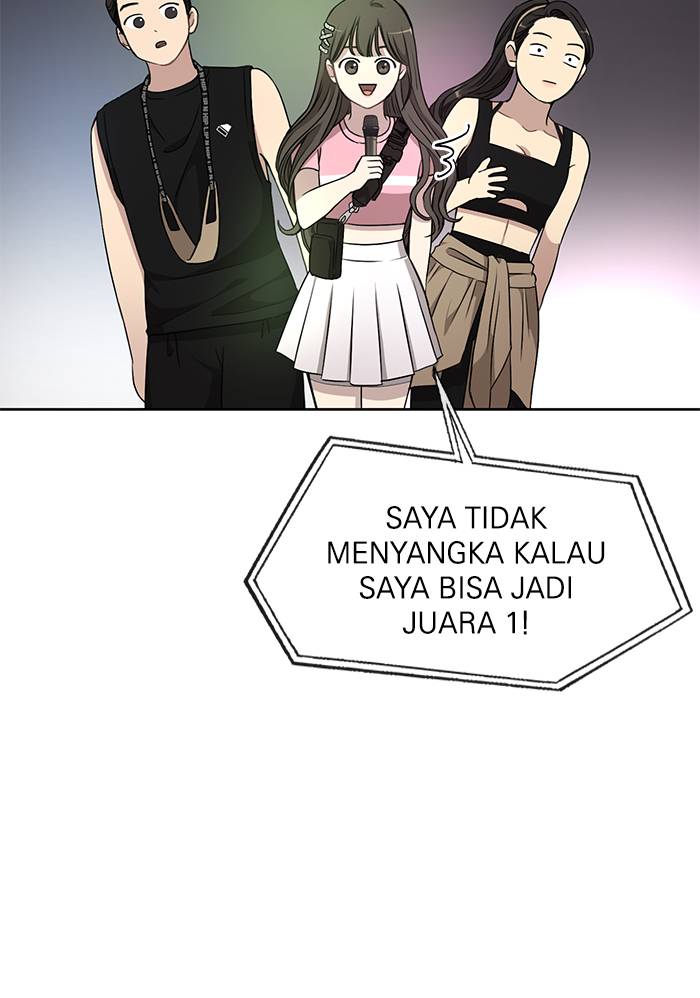 SAYA TIDAK
MENYANGKA KALAU
SAYA BISA JADI
JUARA 1!